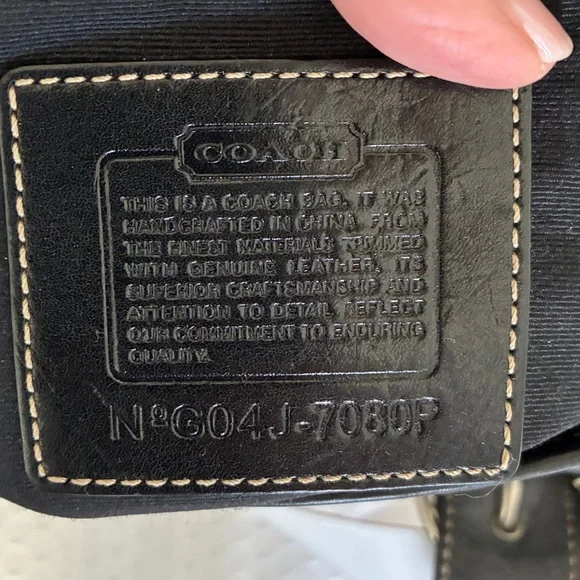 COACH
THIS IS A COACH BAG. IT WAS
HANDCRAFTED IN CHINA FROM
THE FINEST MATERIALS TRIMMED
WITH GENUINE LEATHER. ITS
SUPERIOR CRAFTSMANSHIP AND
ATTENTION TO DETAIL REFLECT
OUR COMMITMENT TO ENDURING
QUALITY.
Nº G04J-7080P